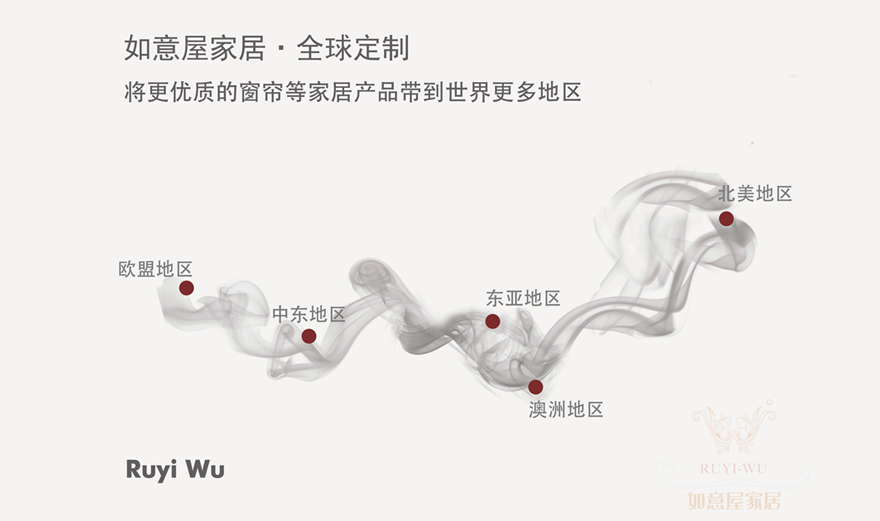 如意屋家居·全球定制
将更优质的窗帘等家居产品带到世界更多地区
北美地区
欧盟地区
东亚地区
中东地区
澳洲地区
Ruyi Wu
RUYI-WU
如意屋家居